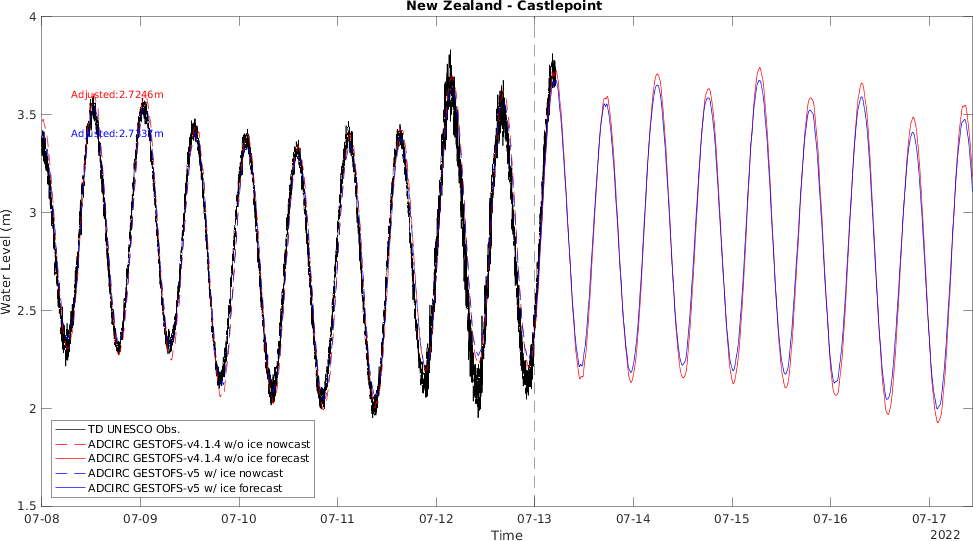 New Zealand - Castlepoint
4
3.5
3
2.5
2
1.5
Water Level (m)
Adjusted:2.7246m
TD UNESCO Obs.
ADCIRC GESTOFS-v4.1.4 w/o ice nowcast
ADCIRC GESTOFS-v4.1.4 w/o ice forecast
ADCIRC GESTOFS-v5 w/ ice nowcast
ADCIRC GESTOFS-v5 w/ ice forecast
07-08
07-09
07-10
07-11
07-12
07-13
07-14
07-15
07-16
07-17
Time
2022